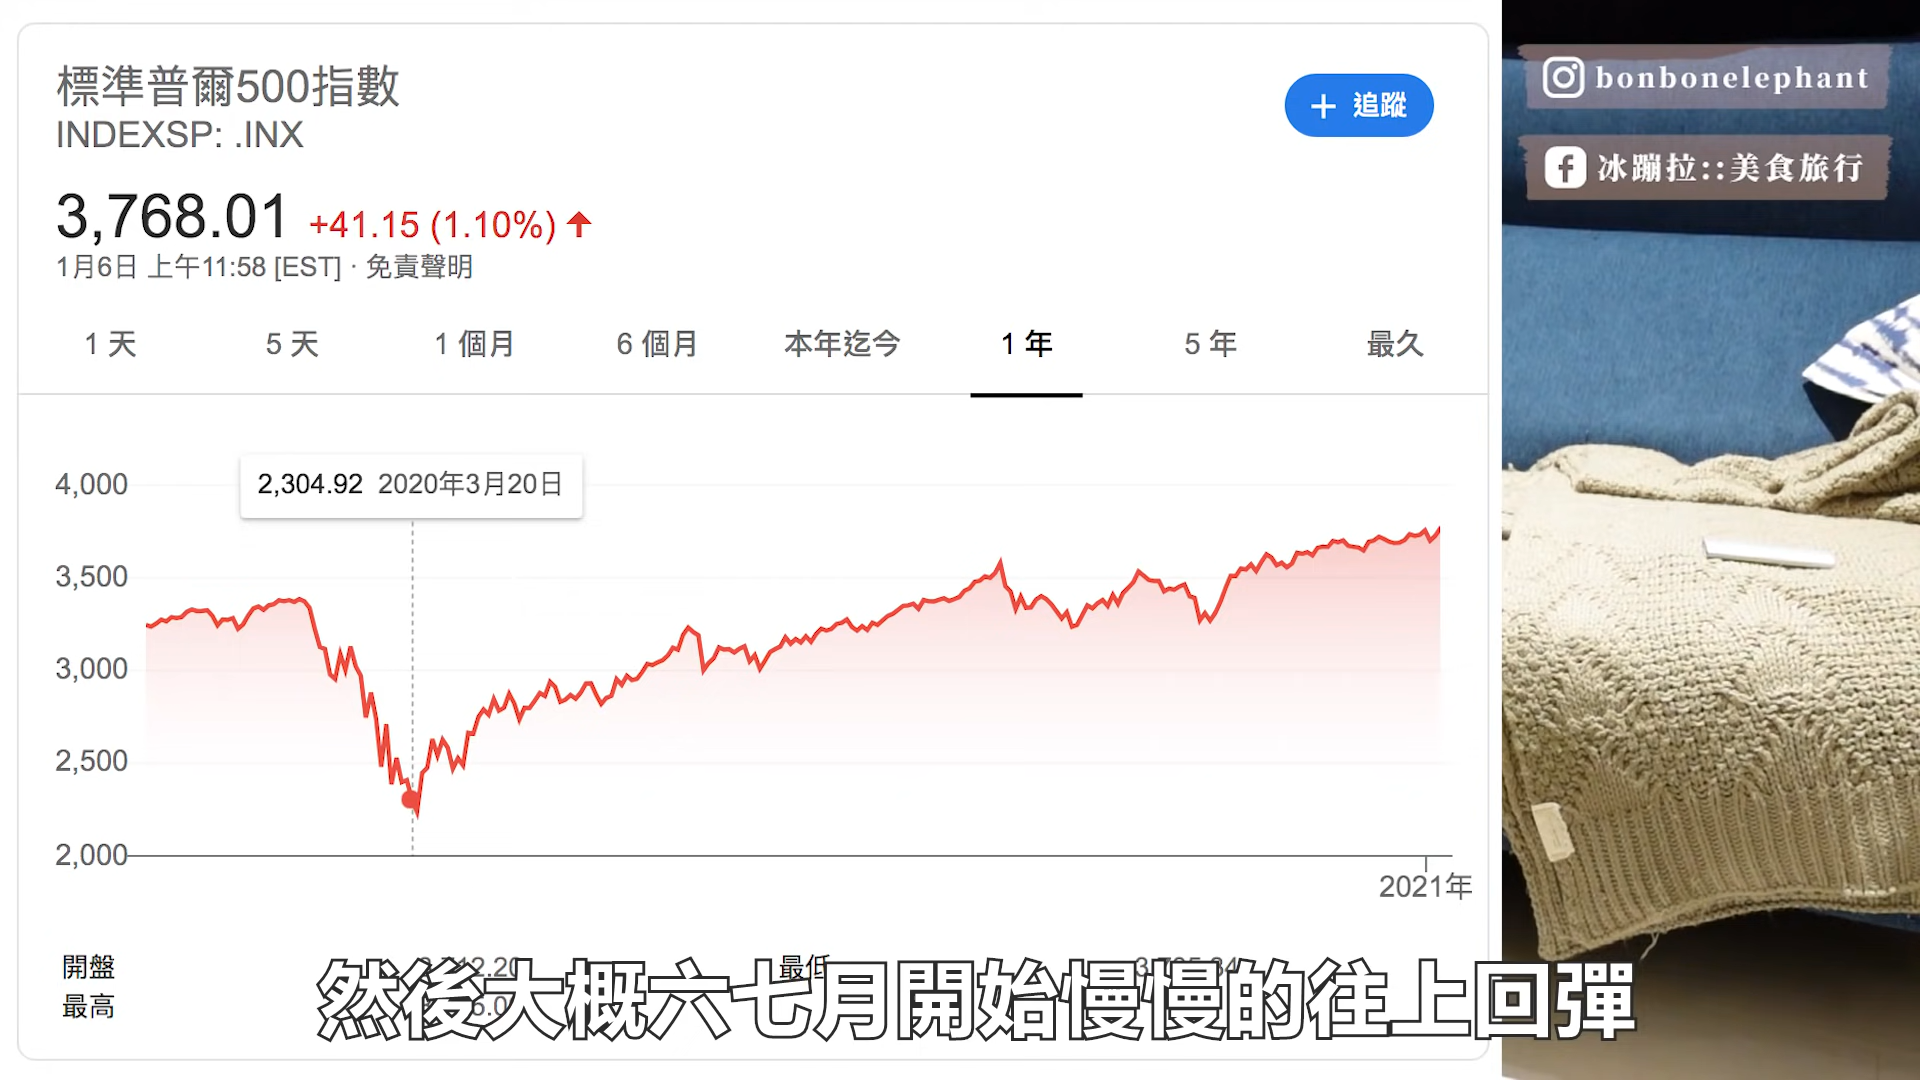 標準普爾500指數
INDEXSP: .INX
+ 追蹤
3,768.01 +41.15 (1.10%)
1月6日 上午11:58 [EST] · 免責聲明
1 天 5 天 1 個月 6 個月 本年迄今 1 年 5 年 最久
2,304.92 2020年3月20日
4,000
3,500
3,000
2,500
2,000
2021年
開盤
最低
最高
然後大概六七月開始慢慢的往上回彈
bonbonelephant
冰蹦拉::美食旅行